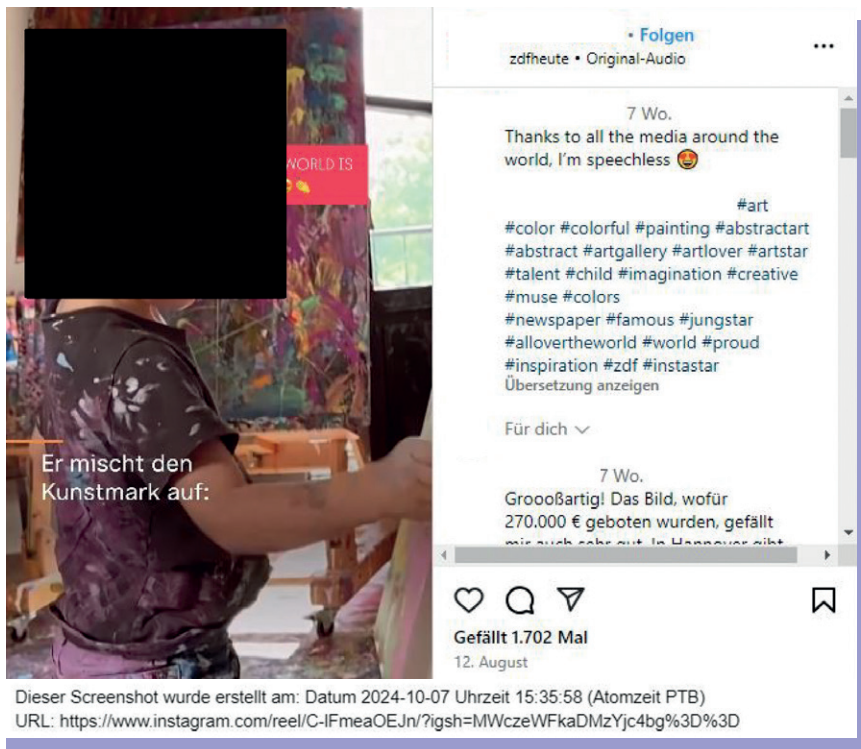 WORLD IS
Er mischt den
Kunstmark auf:
• Folgen
zdfheute • Original-Audio
7 Wo.
Thanks to all the media around the
world, I’m speechless 🤩
#art
#color #colorful #painting #abstractart
#abstract #artgallery #artlover #artstar
#talent #child #imagination #creative
#muse #colors
#newspaper #famous #jungstar
#allovertheworld #world #proud
#inspiration #zdf #instastar
Übersetzung anzeigen
Für dich
7 Wo.
Groooßartig! Das Bild, wofür
270.000 € geboten wurden, gefällt
mir auch sehr gut. In Hannover gibt
Gefällt 1.702 Mal
12. August
Dieser Screenshot wurde erstellt am: Datum 2024-10-07 Uhrzeit 15:35:58 (Atomzeit PTB)
URL: https://www.instagram.com/reel/C-lFmeaOEJn/?igsh=MWczeWFkaDMzYjc4bg%3D%3D